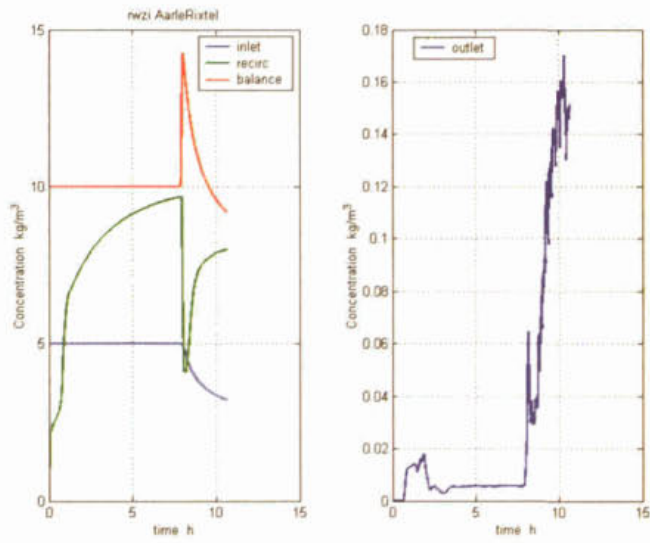 rwzi AarleRixtel
15
10
5
0
Concentration kg/m³
inlet
recirc
balance
0
5
10
15
time h
0.18
0.16
0.14
0.12
0.1
0.08
0.06
0.04
0.02
0
Concentration kg/m³
outlet
0
5
10
15
time h